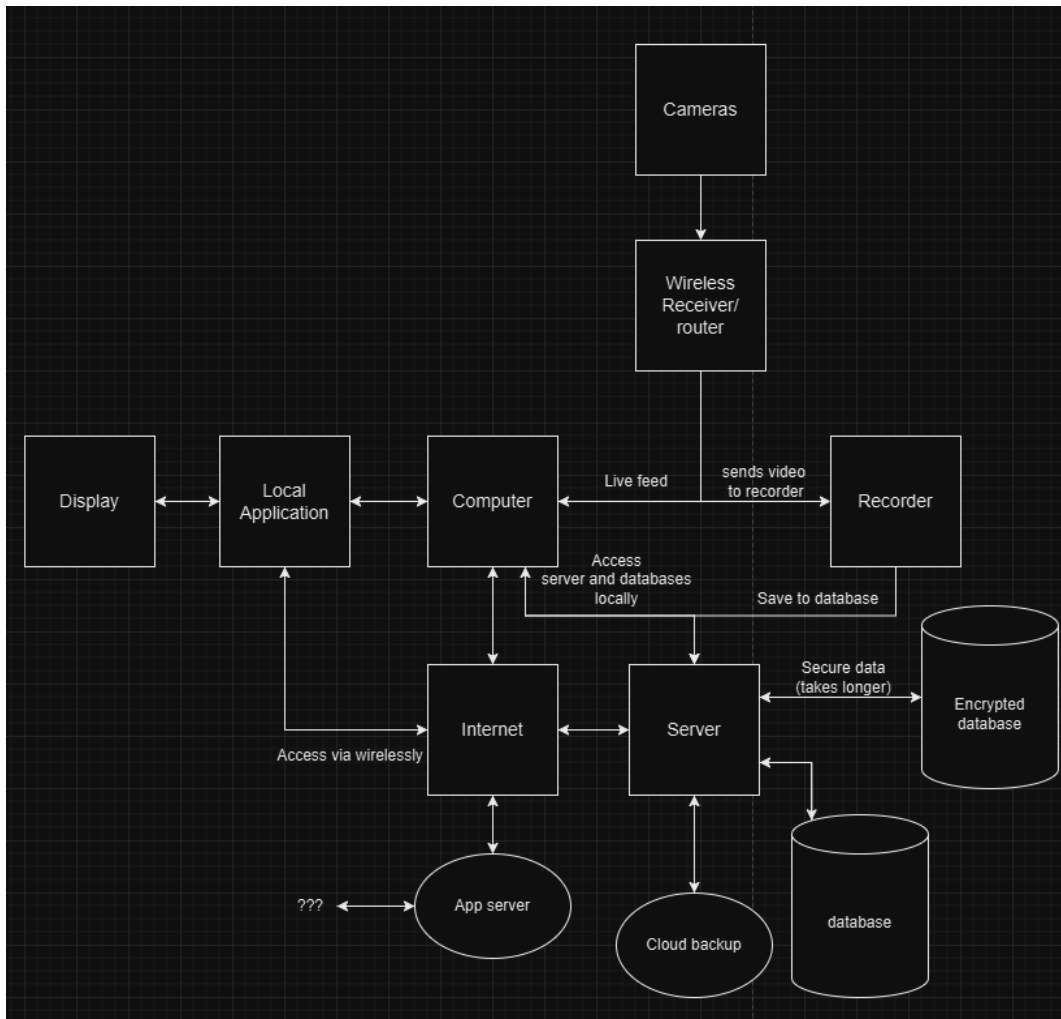 Cameras
Wireless
Receiver/
router
Display
Local
Application
Computer
Live feed
sends video
to recorder
Recorder
Access
server and databases
locally
Save to database
Secure data
(takes longer)
Encrypted
database
Internet
Server
Access via wirelessly
???
App server
Cloud backup
database